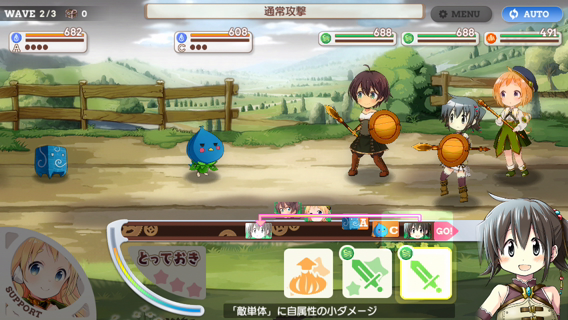 WAVE 2/3 0
通常攻撃
MENU
AUTO
682
A
608
C
688
688
491
A
C
GO!
とっておき
SUPPORT
「敵単体」に自属性の小ダメージ